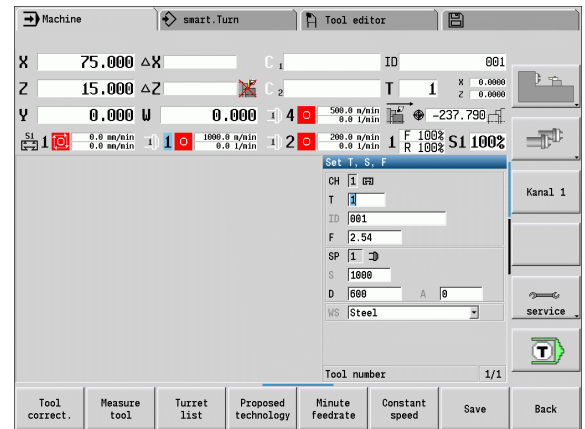 Machine smart.Turn Tool editor
X 75.000 ΔX C 1 ID 001
Z 15.000 ΔZ C 2 T 1 X 0.0000 Z 0.0000
Y 0.000 W 0.000 4 500.0 m/min 0.0 1/min -237.790
S1 1 0.0 mm/min 0.0 mm/min 1 1000.0 m/min 0.0 1/min 2 200.0 m/min 0.0 1/min 1 F 100% R 100% S1 100%
Set T, S, F
CH 1
T 1
ID 001
F 2.54
SP 1
S 1000
D 600 A 0
WS Steel
Tool number 1/1
Kanal 1
service
T
Tool correct. Measure tool Turret list Proposed technology Minute feedrate Constant speed Save Back